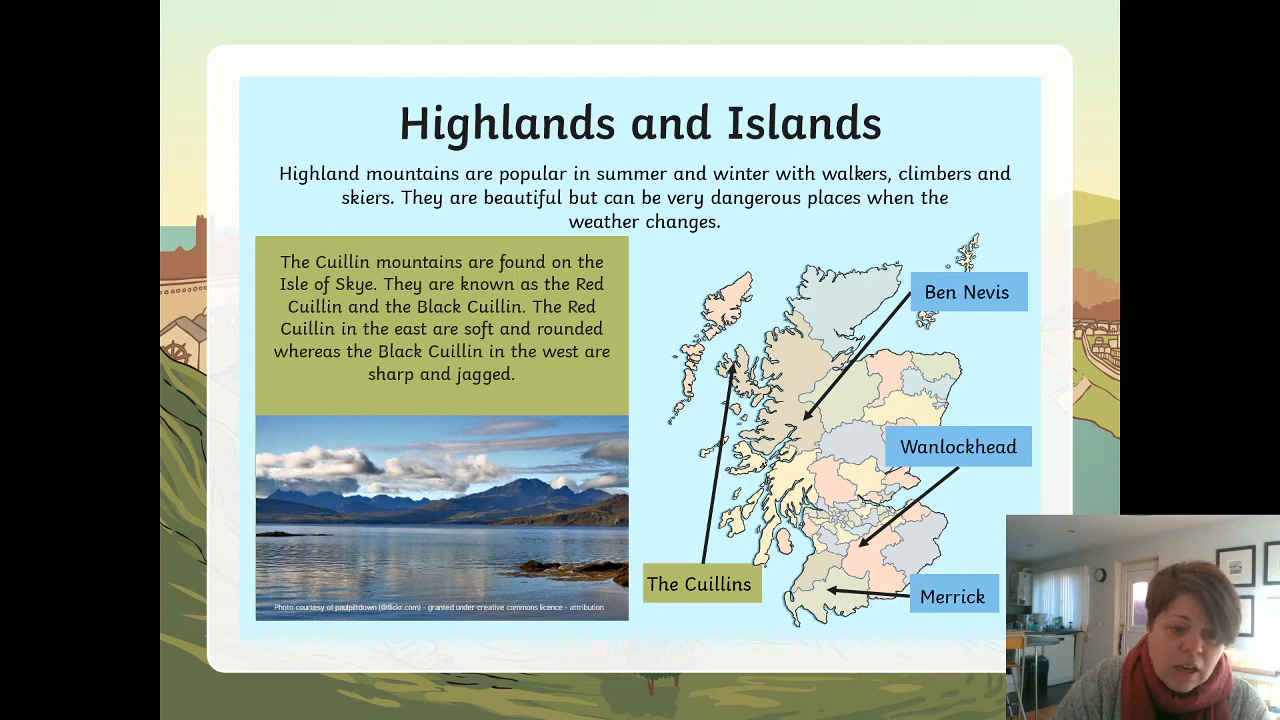 Highlands and Islands
Highland mountains are popular in summer and winter with walkers, climbers and
skiers. They are beautiful but can be very dangerous places when the
weather changes.
The Cuillin mountains are found on the
Isle of Skye. They are known as the Red
Cuillin and the Black Cuillin. The Red
Cuillin in the east are soft and rounded
whereas the Black Cuillin in the west are
sharp and jagged.
Photo courtesy of paulpiltdown (@flickr.com) - granted under creative commons licence - attribution
Ben Nevis
Wanlockhead
The Cuillins
Merrick